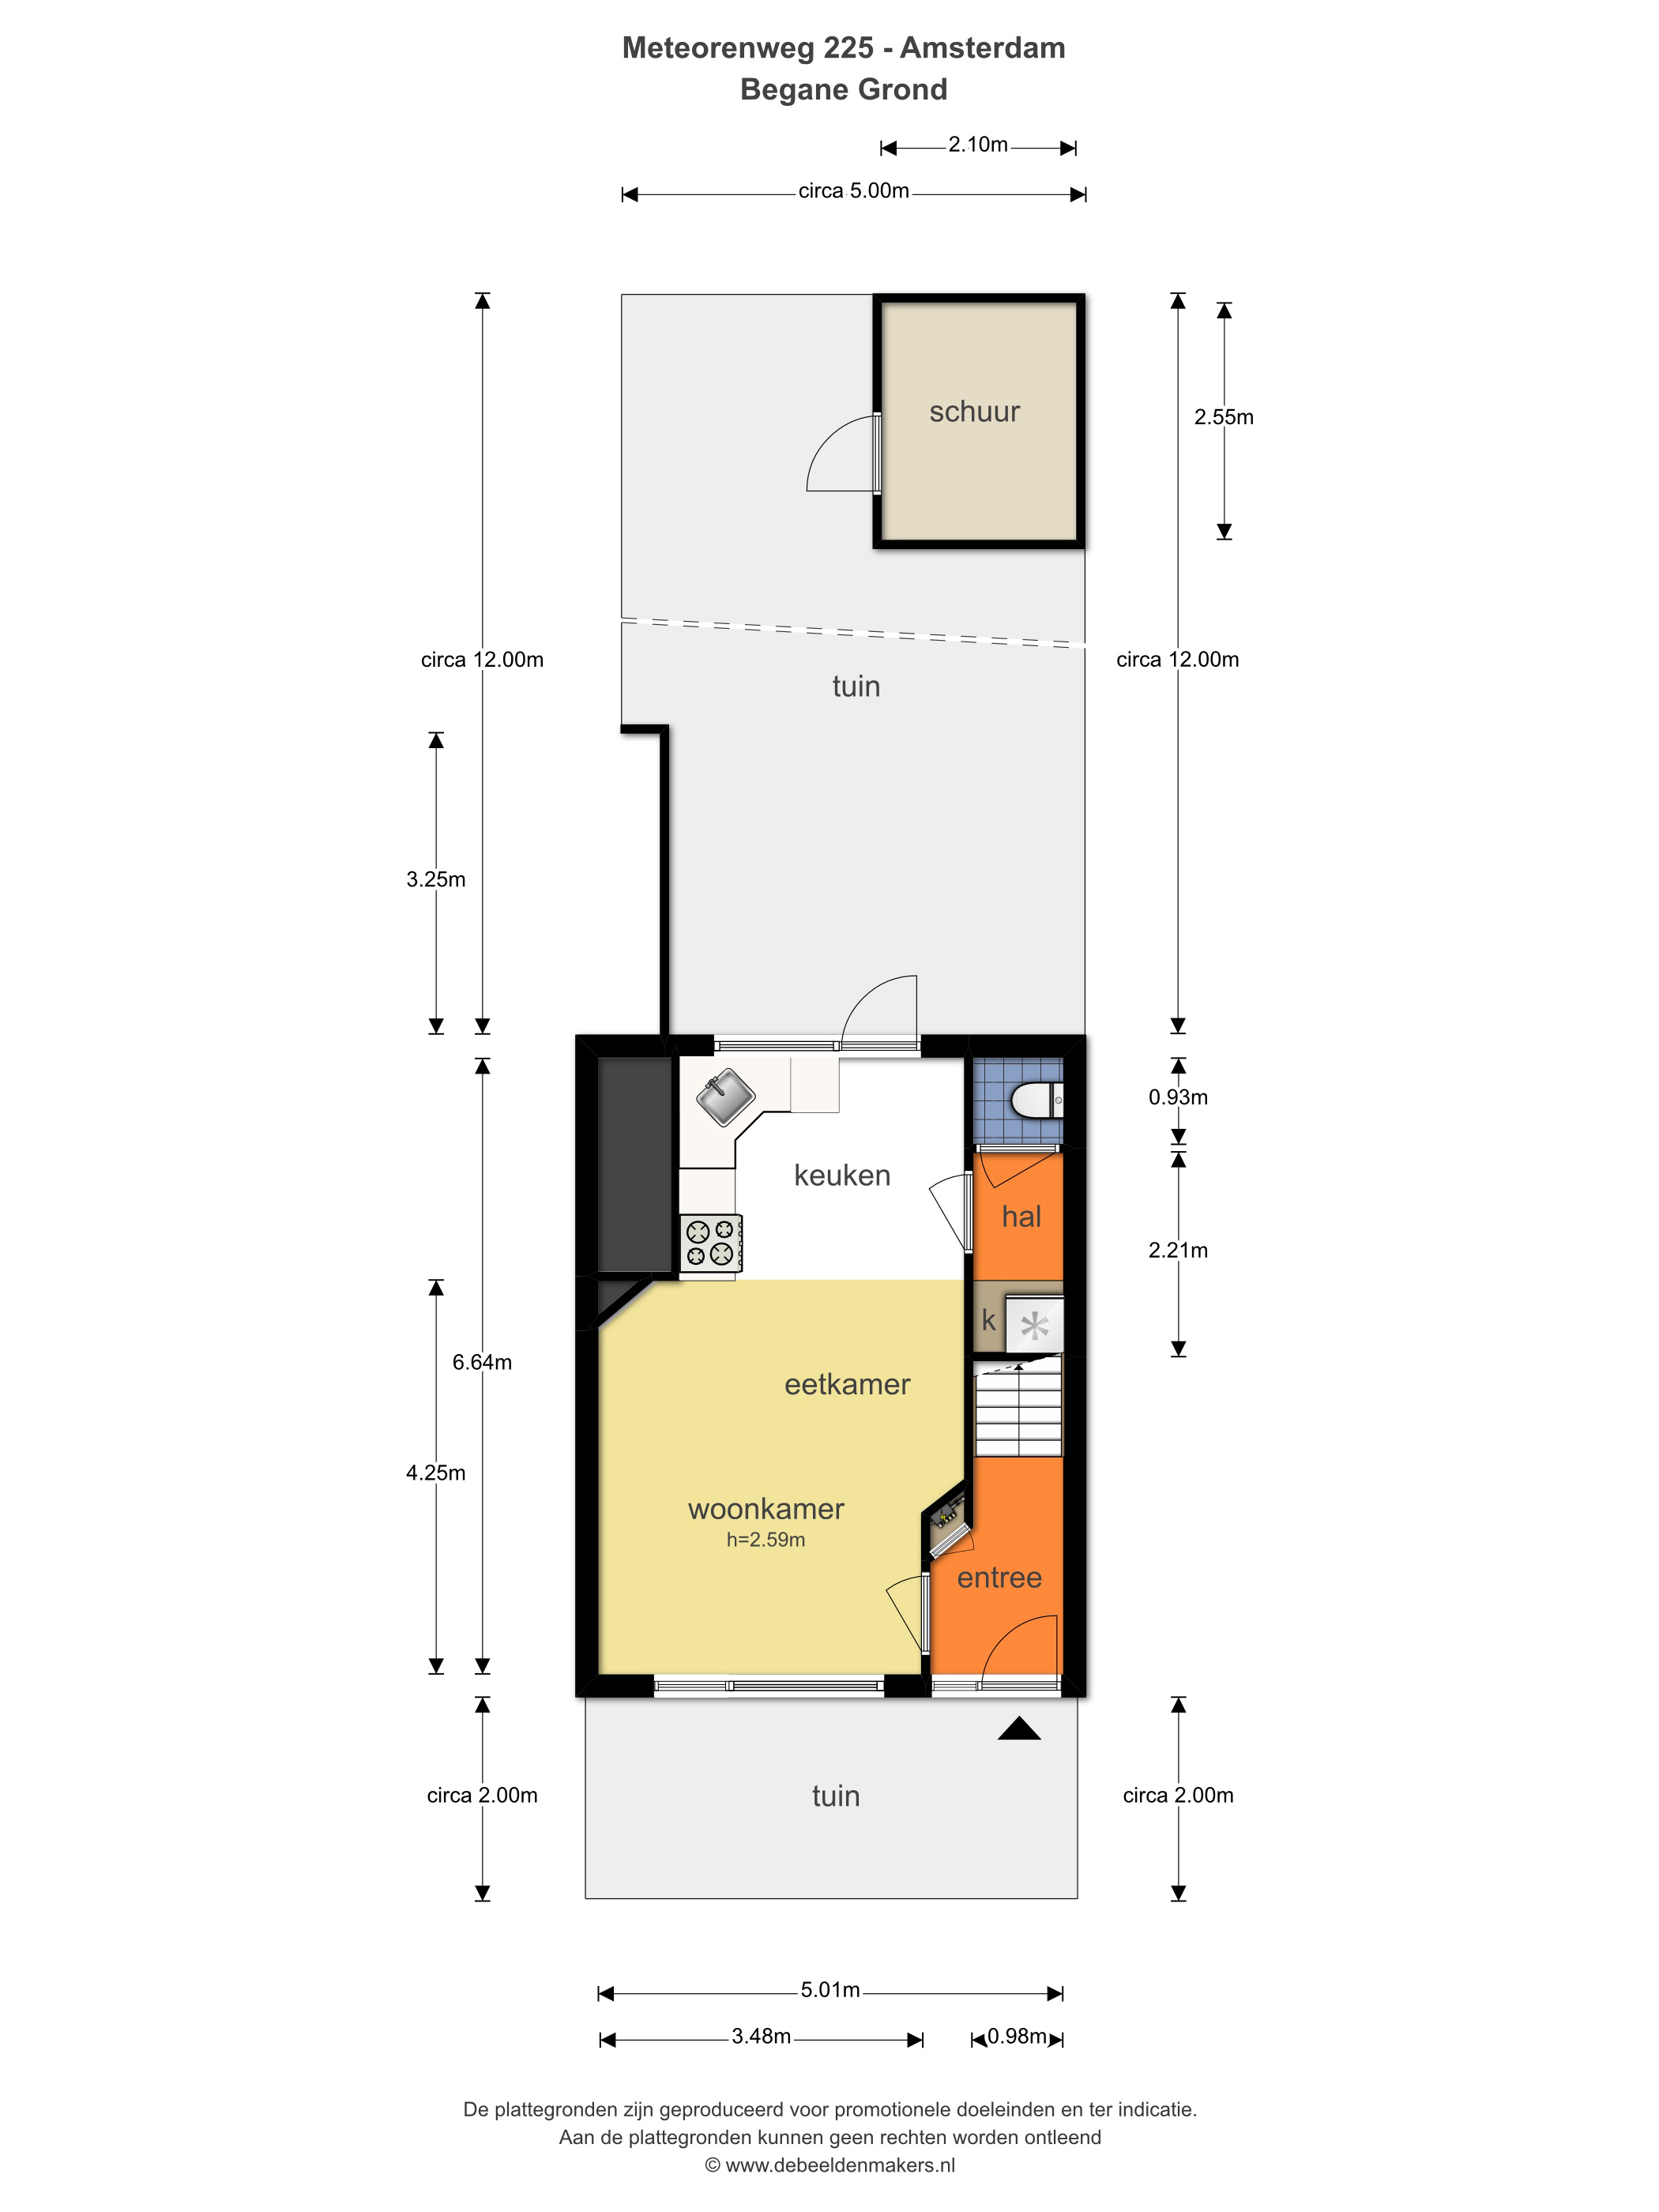 Meteorenweg 225 - Amsterdam
Begane Grond
2.10m
circa 5.00m
schuur
2.55m
circa 12.00m
circa 12.00m
tuin
3.25m
0.93m
keuken
hal
2.21m
k
6.64m
eetkamer
4.25m
woonkamer
h=2.59m
entree
circa 2.00m
tuin
circa 2.00m
5.01m
3.48m
0.98m
De plattegronden zijn geproduceerd voor promotionele doeleinden en ter indicatie.
Aan de plattegronden kunnen geen rechten worden ontleend
© www.debeeldenmakers.nl